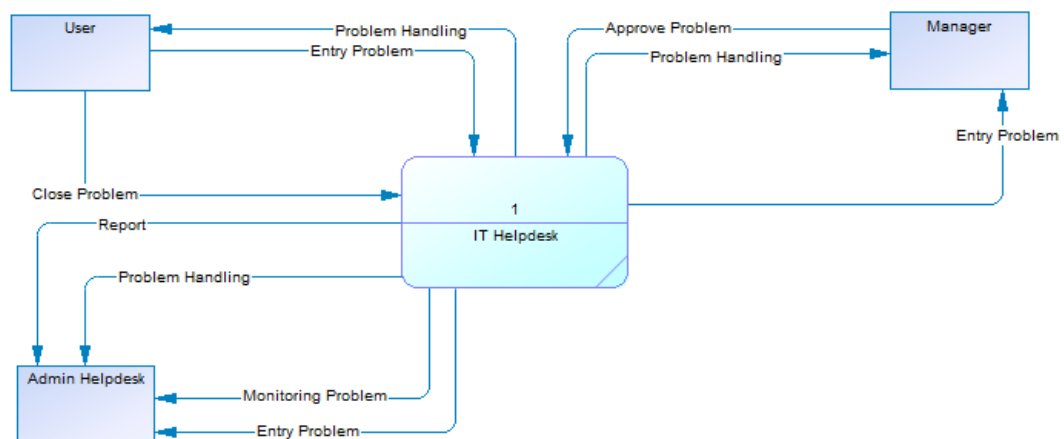 User
Problem Handling
Entry Problem
Approve Problem
Problem Handling
Manager
Entry Problem
Close Problem
1
IT Helpdesk
Report
Problem Handling
Admin Helpdesk
Monitoring Problem
Entry Problem